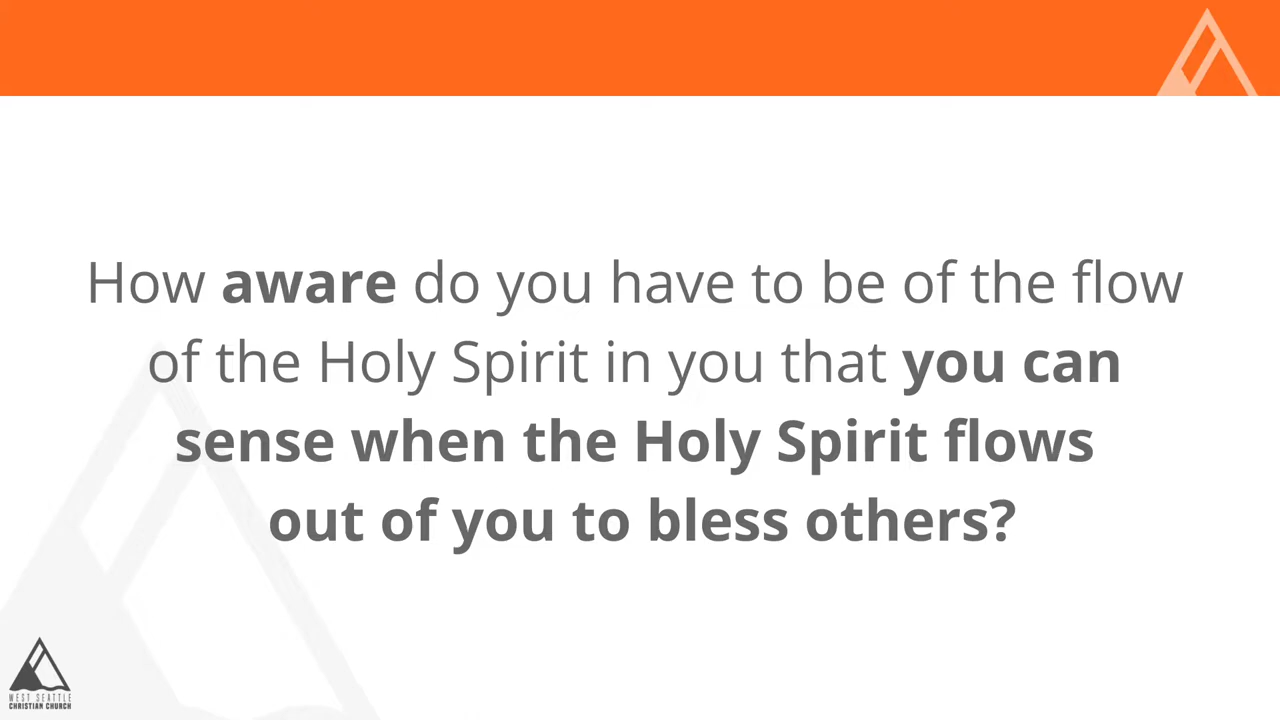 How aware do you have to be of the flow
of the Holy Spirit in you that you can
sense when the Holy Spirit flows
out of you to bless others?
WEST SEATTLE
CHRISTIAN CHURCH